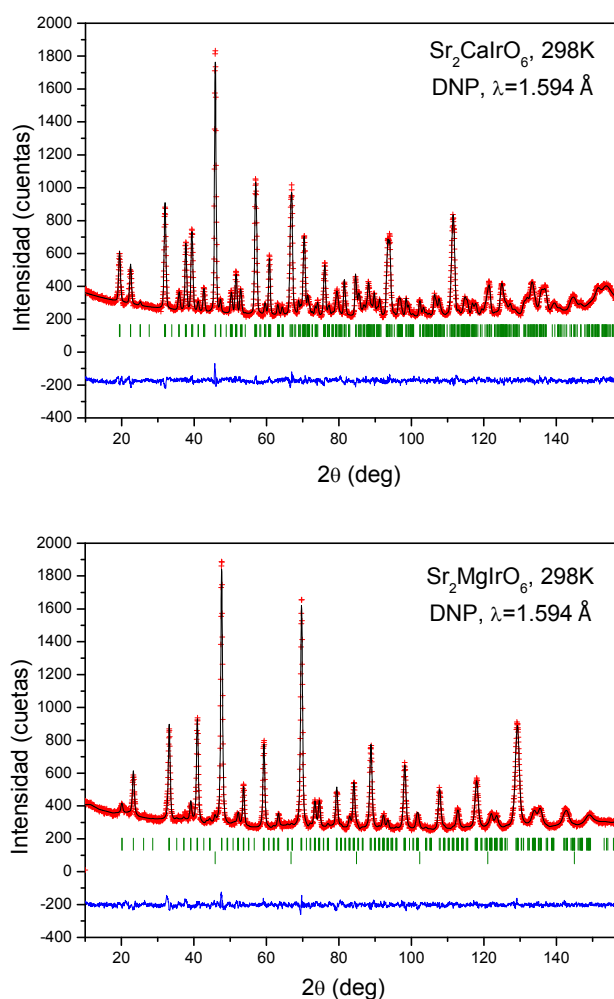 2000
1800
1600
1400
1200
1000
800
600
400
200
0
-200
-400
Intensidad (cuentas)
Sr₂CaIrO₆, 298K
DNP, λ=1.594 Å
20 40 60 80 100 120 140
2θ (deg)
2000
1800
1600
1400
1200
1000
800
600
400
200
0
-200
-400
Intensidad (cuetas)
Sr₂MgIrO₆, 298K
DNP, λ=1.594 Å
20 40 60 80 100 120 140
2θ (deg)